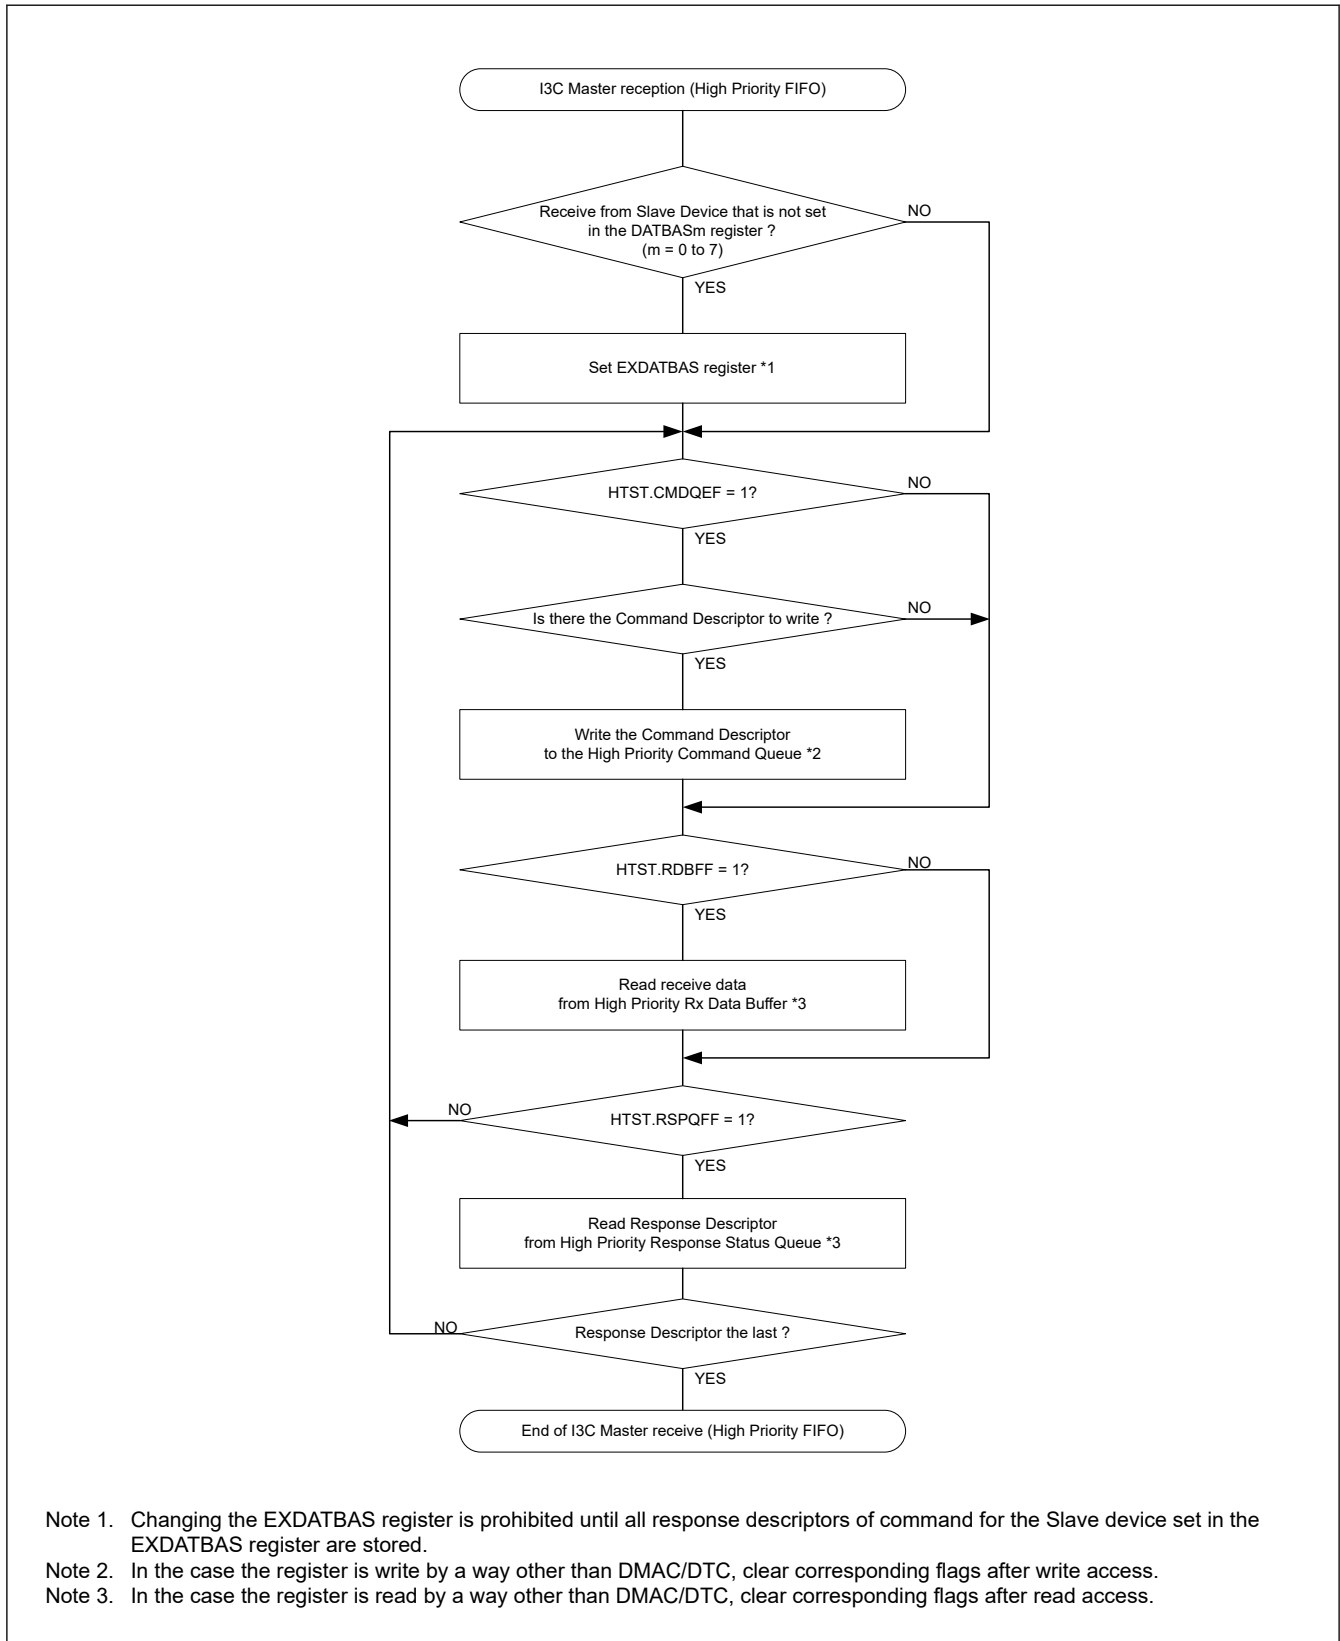 I3C Master reception (High Priority FIFO)
Receive from Slave Device that is not set
in the DATBASm register ?
(m = 0 to 7)
NO
YES
Set EXDATBAS register *1
HTST.CMDQEF = 1?
NO
YES
Is there the Command Descriptor to write ?
NO
YES
Write the Command Descriptor
to the High Priority Command Queue *2
HTST.RDBFF = 1?
NO
YES
Read receive data
from High Priority Rx Data Buffer *3
NO
HTST.RSPQFF = 1?
YES
Read Response Descriptor
from High Priority Response Status Queue *3
NO
Response Descriptor the last ?
YES
End of I3C Master receive (High Priority FIFO)
Note 1. Changing the EXDATBAS register is prohibited until all response descriptors of command for the Slave device set in the
EXDATBAS register are stored.
Note 2. In the case the register is write by a way other than DMAC/DTC, clear corresponding flags after write access.
Note 3. In the case the register is read by a way other than DMAC/DTC, clear corresponding flags after read access.